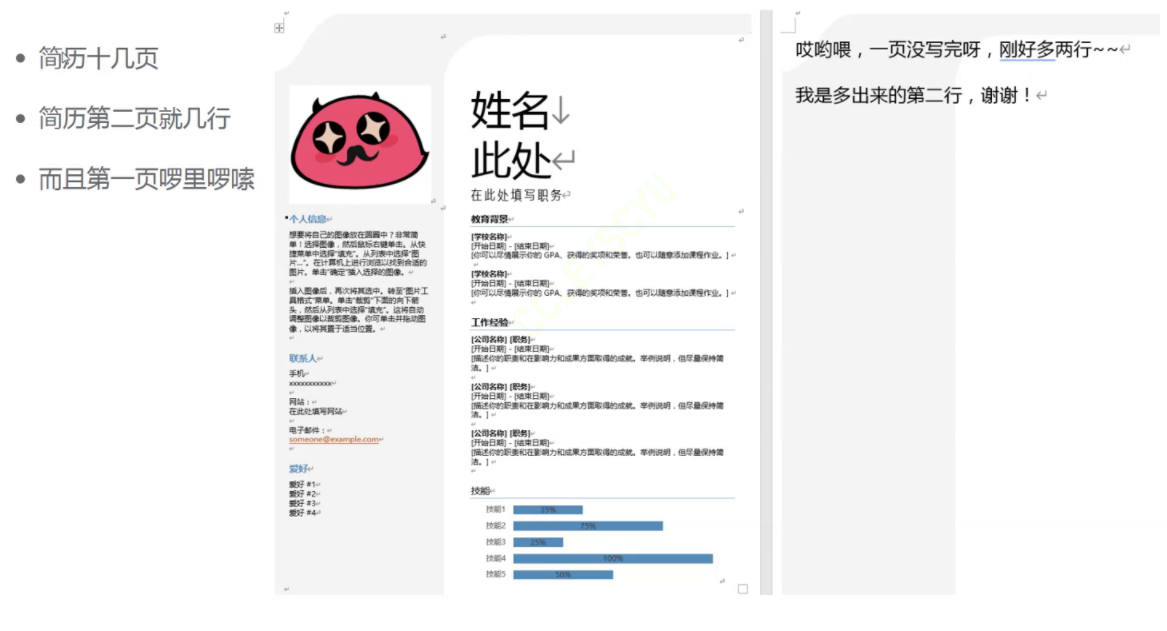 简历十几页
简历第二页就几行
而且第一页啰里啰嗦
个人信息
想要将自己的图像放在圆圈中？非常简
单！选择图像，然后鼠标右键单击。从快
捷菜单中选择“填充”。从列表中选择“图
片...”。在计算机上进行浏览以找到合适的
图片。单击“确定”插入选择的图像。
插入图像后，再次将其选中。转至“图片工
具格式”菜单。单击“裁剪”下面的向下箭
头，然后从列表中选择“填充”。这将自动
调整图像以裁剪图像。你可单击并拖动图
像，以将其置于适当位置。
联系人
手机
xxxxxxxxxxx
网站：
在此处填写网站
电子邮件：
someone@example.com
爱好
爱好 #1
爱好 #2
爱好 #3
爱好 #4
姓名
此处
在此处填写职务
教育背景
[学校名称]
[开始日期] - [结束日期]
[你可以尽情展示你的 GPA、获得的奖项和荣誉。也可以随意添加课程作业。]
[学校名称]
[开始日期] - [结束日期]
[你可以尽情展示你的 GPA、获得的奖项和荣誉。也可以随意添加课程作业。]
工作经验
[公司名称] [职务]
[开始日期] - [结束日期]
[描述你的职责和在影响力和成果方面取得的成就。举例说明，但尽量保持简
洁。]
[公司名称] [职务]
[开始日期] - [结束日期]
[描述你的职责和在影响力和成果方面取得的成就。举例说明，但尽量保持简
洁。]
[公司名称] [职务]
[开始日期] - [结束日期]
[描述你的职责和在影响力和成果方面取得的成就。举例说明，但尽量保持简
洁。]
技能
技能1 35%
技能2 75%
技能3 25%
技能4 100%
技能5 50%
哎哟喂，一页没写完呀，刚好多两行~~
我是多出来的第二行，谢谢！